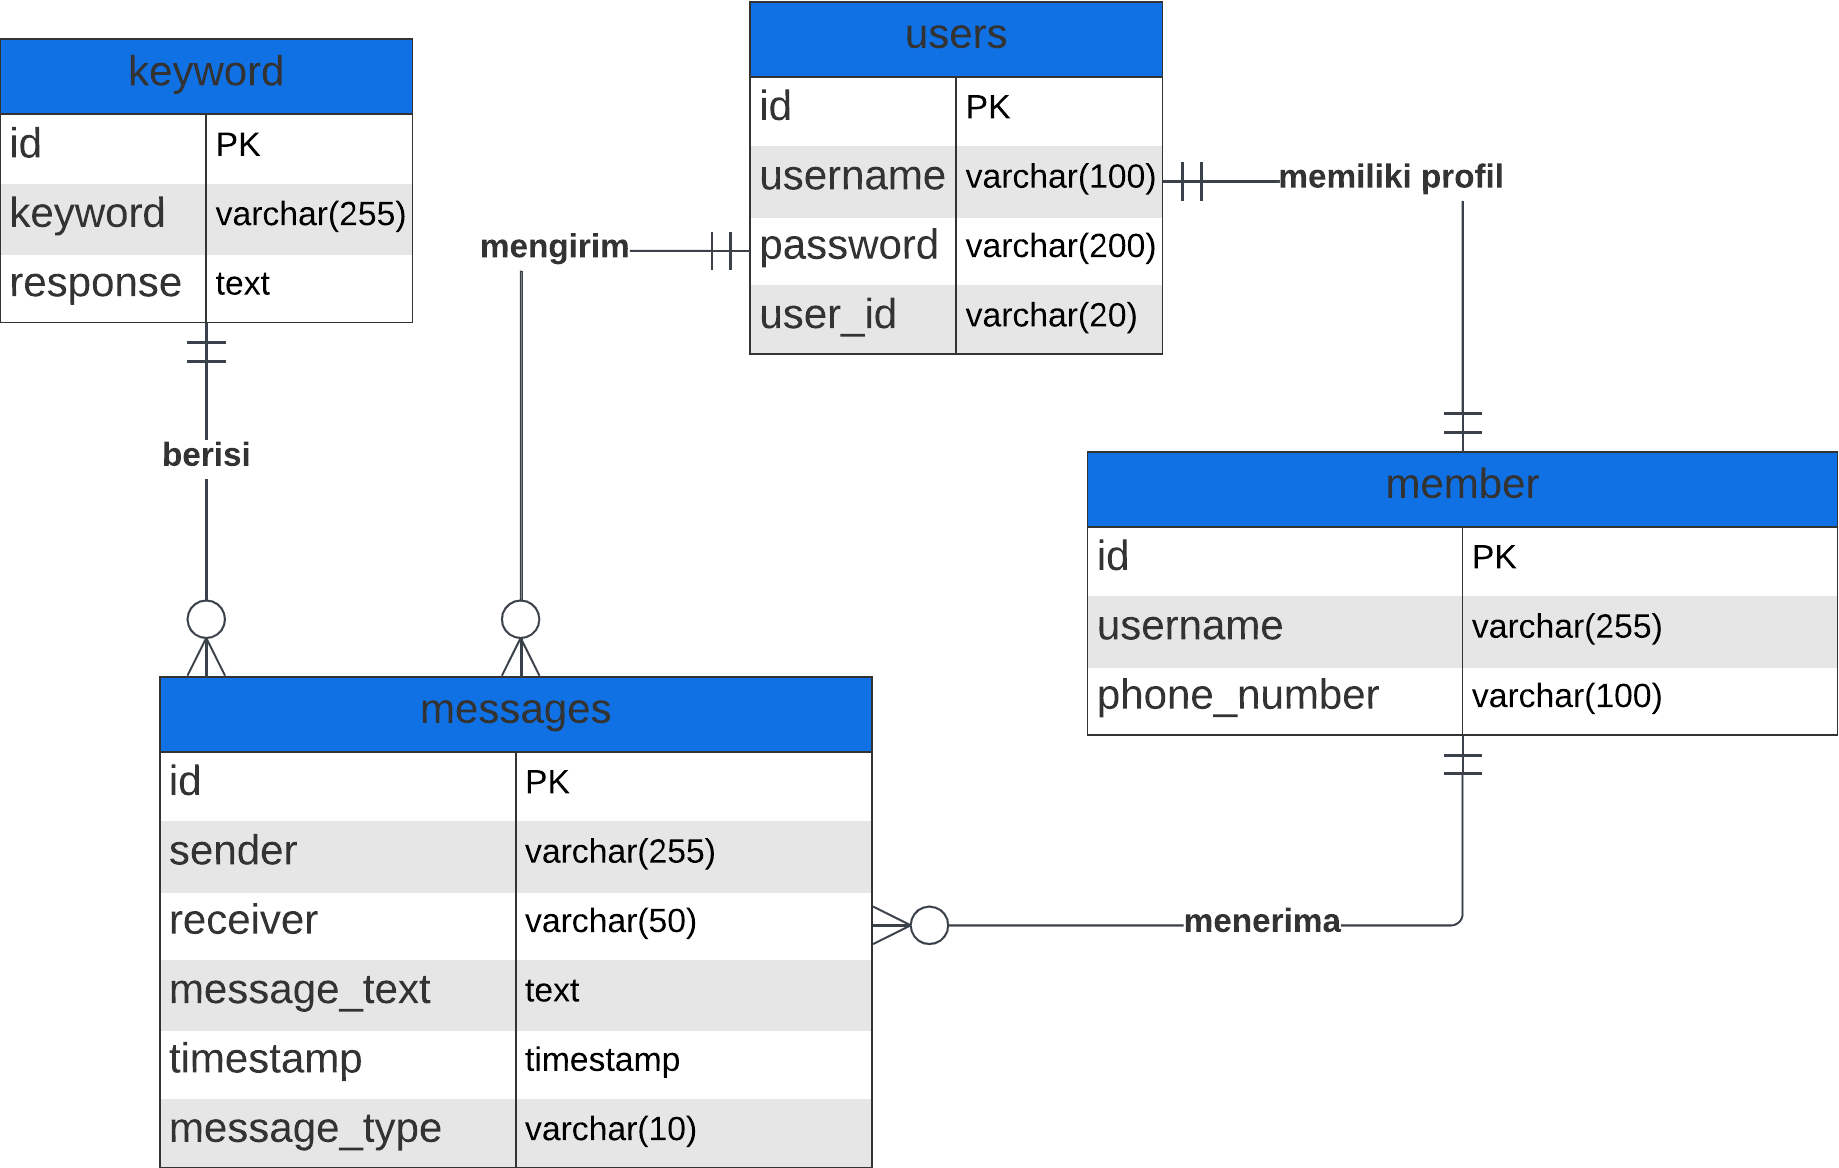 users
id PK
username varchar(100)
password varchar(200)
user_id varchar(20)
keyword
id PK
keyword varchar(255)
response text
memiliki profil
mengirim
berisi
member
id PK
username varchar(255)
phone_number varchar(100)
messages
id PK
sender varchar(255)
receiver varchar(50)
message_text text
timestamp timestamp
message_type varchar(10)
menerima